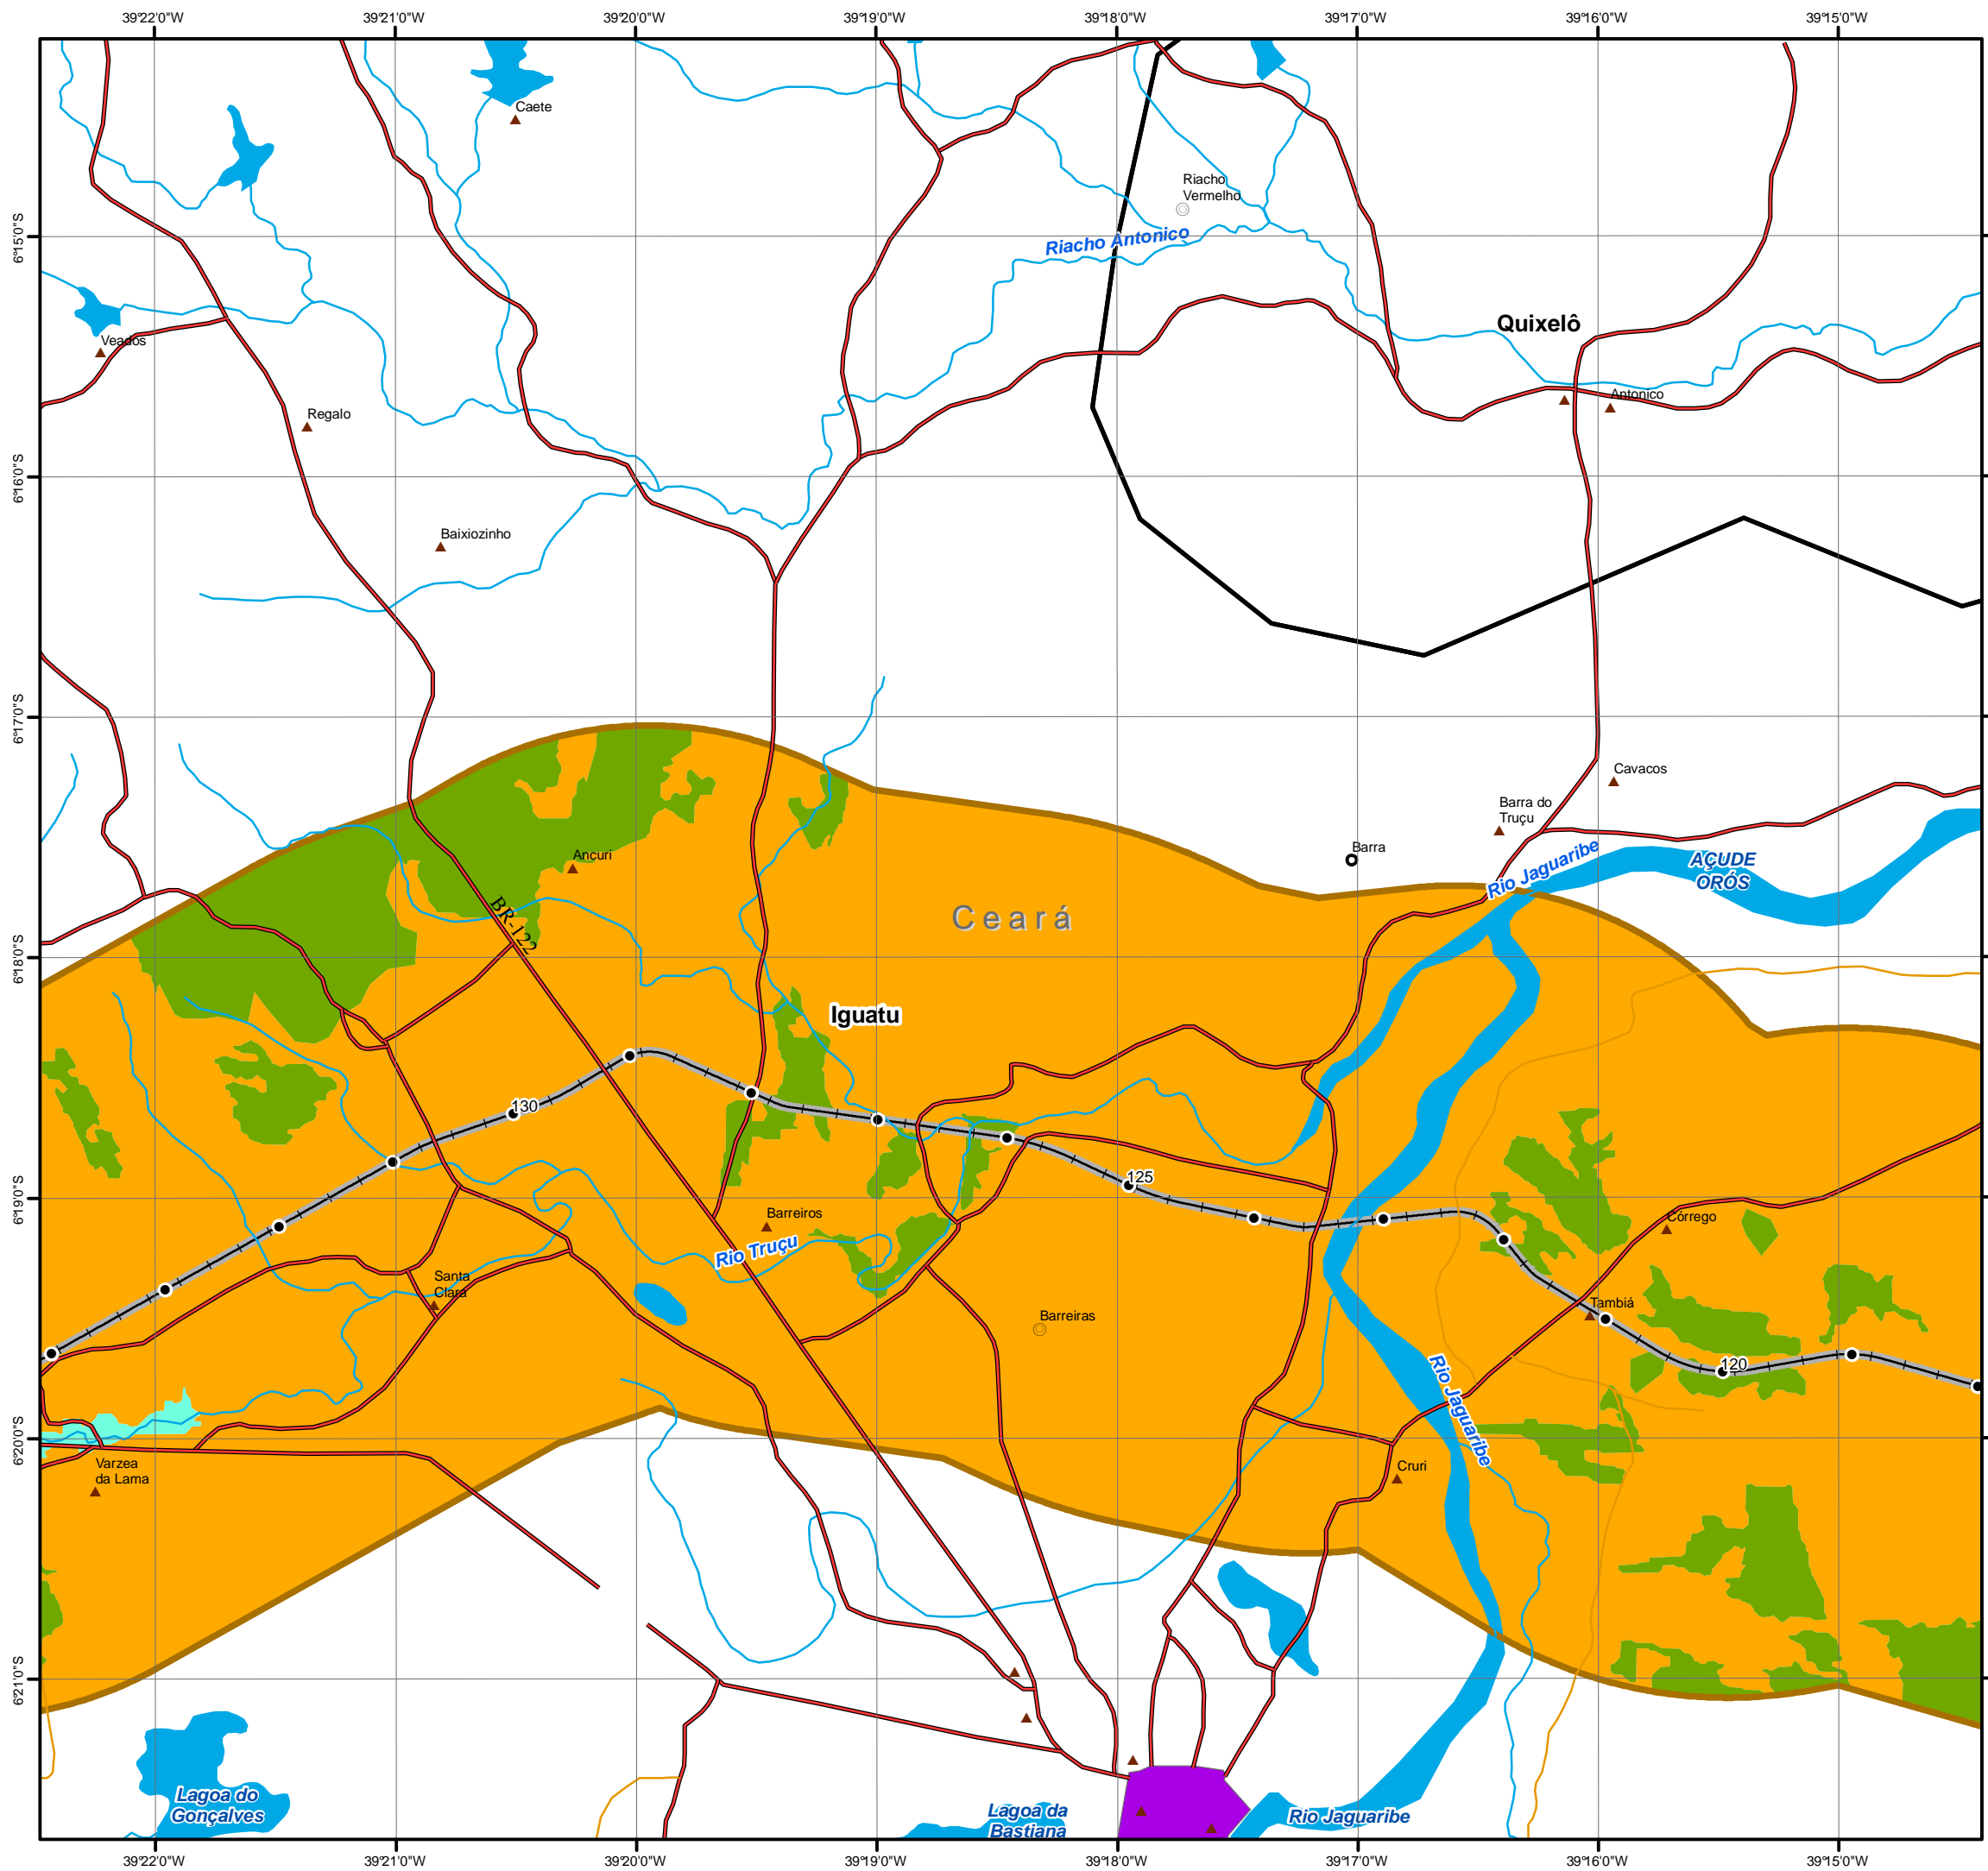 39°22'0"W 39°21'0"W 39°20'0"W 39°19'0"W 39°18'0"W 39°17'0"W 39°16'0"W 39°15'0"W
Caete
Riacho
Vermelho
6°15'0"S
Riacho Antonico
Quixelô
Veados
Antonico
Regalo
6°16'0"S
Baixiozinho
6°17'0"S
Cavacos
Barra do
Truçu
Barra
Ancuri
Rio Jaguaribe
AÇUDE
ORÓS
BR-122
Ceará
6°18'0"S
Iguatu
130
125
6°19'0"S
Barreiros
Córrego
Rio Truçu
Santa
Clara
Barreiras
Tambiá
120
Rio Jaguaribe
6°20'0"S
Varzea
da Lama
Cruri
6°21'0"S
Lagoa do
Gonçalves
Lagoa da
Bastiana
Rio Jaguaribe
39°22'0"W 39°21'0"W 39°20'0"W 39°19'0"W 39°18'0"W 39°17'0"W 39°16'0"W 39°15'0"W